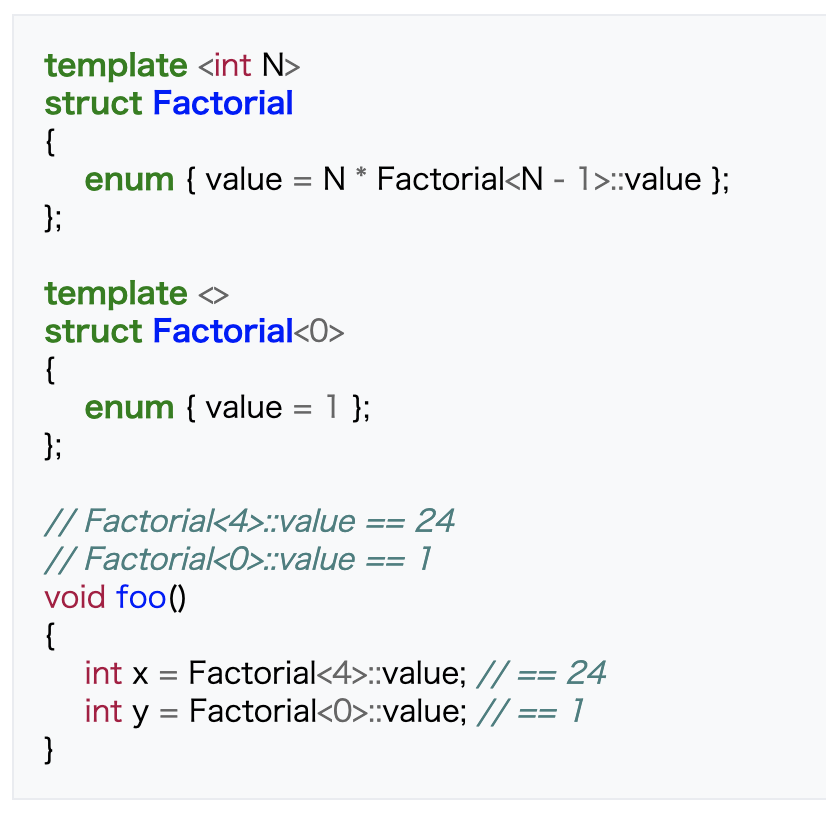 template <int N>
struct Factorial
{
    enum { value = N * Factorial<N - 1>::value };
};

template <>
struct Factorial<0>
{
    enum { value = 1 };
};

// Factorial<4>::value == 24
// Factorial<0>::value == 1
void foo()
{
    int x = Factorial<4>::value; // == 24
    int y = Factorial<0>::value; // == 1
}